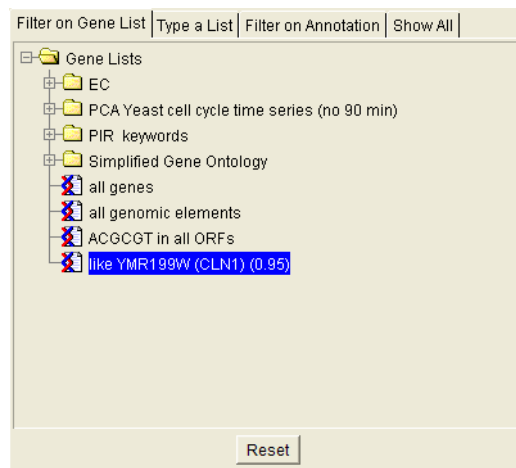 Filter on Gene List Type a List Filter on Annotation Show All
Gene Lists
EC
PCA Yeast cell cycle time series (no 90 min)
PIR keywords
Simplified Gene Ontology
all genes
all genomic elements
ACGCGT in all ORFs
like YMR199W (CLN1) (0.95)
Reset